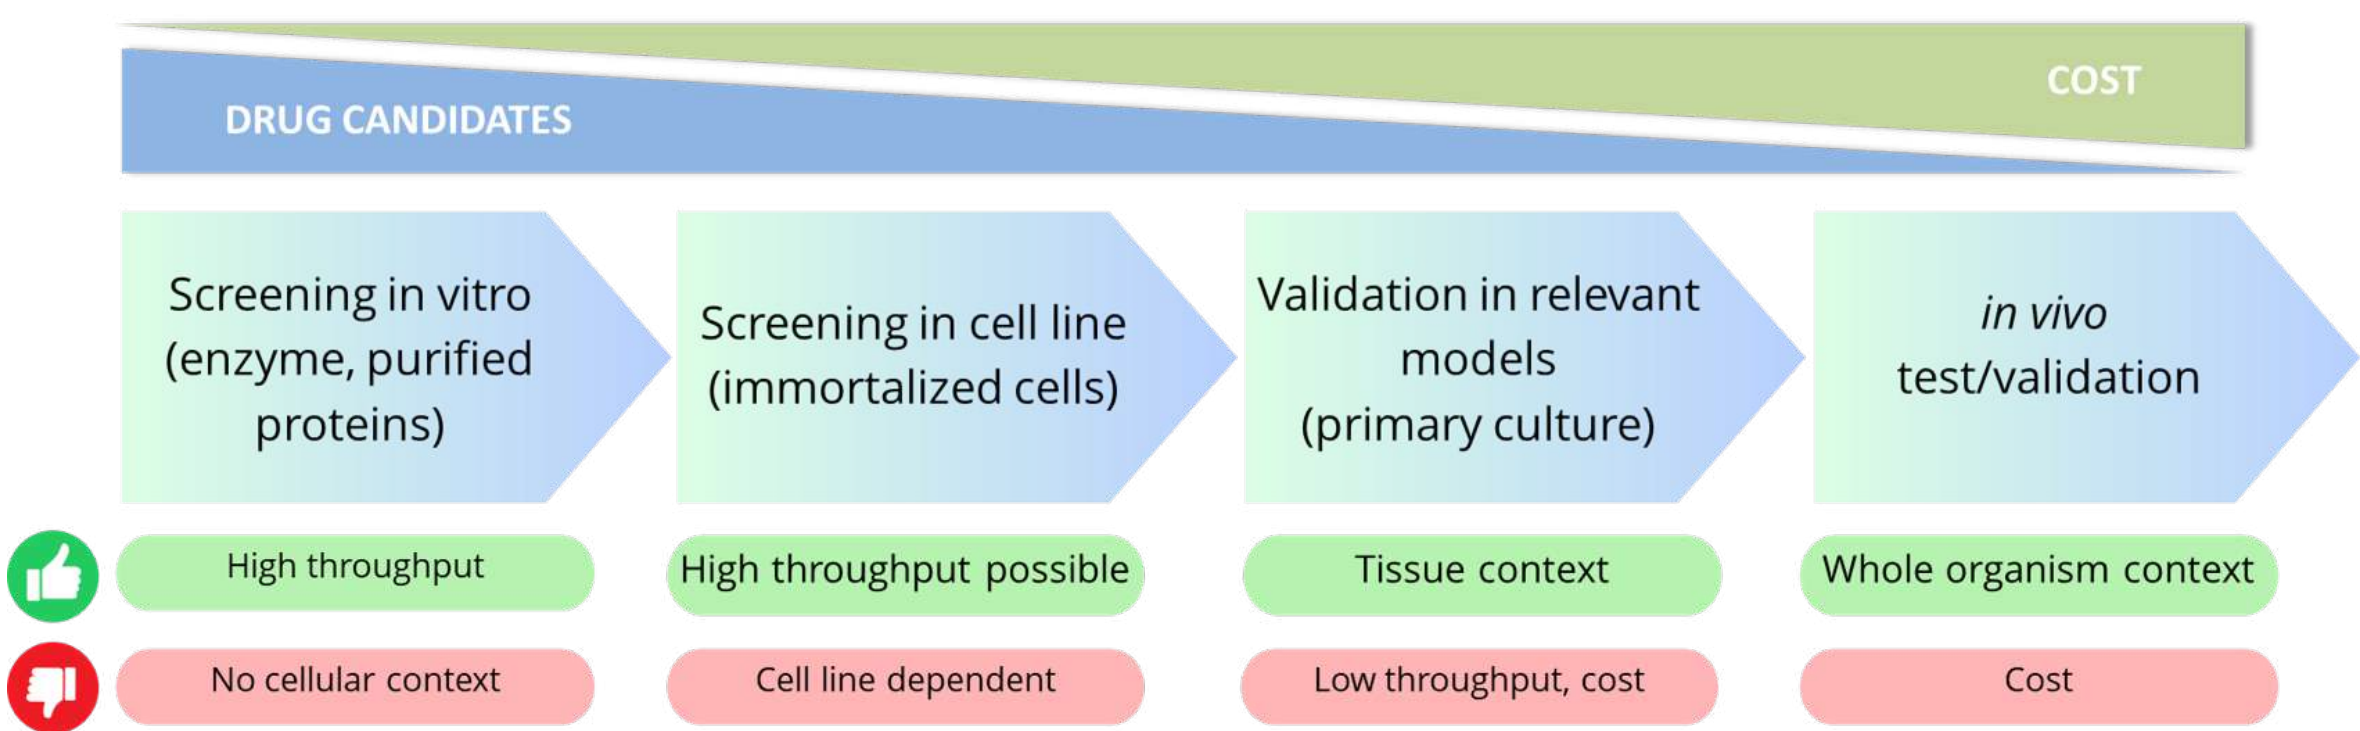 COST
DRUG CANDIDATES
Screening in vitro
(enzyme, purified
proteins)
Screening in cell line
(immortalized cells)
Validation in relevant
models
(primary culture)
in vivo
test/validation
High throughput
High throughput possible
Tissue context
Whole organism context
No cellular context
Cell line dependent
Low throughput, cost
Cost